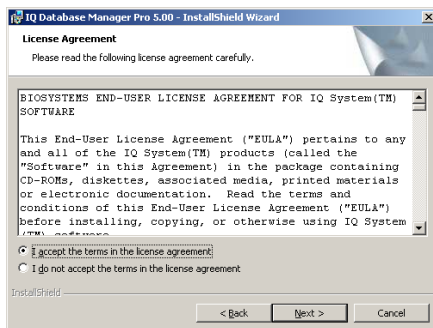 IQ Database Manager Pro 5.00 - InstallShield Wizard
License Agreement
Please read the following license agreement carefully.
BIOSYSTEMS END-USER LICENSE AGREEMENT FOR IQ System(TM)
SOFTWARE
This End-User License Agreement ("EULA") pertains to any
and all of the IQ System(TM) products (called the
"Software" in this Agreement) in the package containing
CD-ROMs, diskettes, associated media, printed materials
or electronic documentation.  Read the terms and
conditions of this End-User License Agreement ("EULA")
before installing, copying, or otherwise using IQ System
(TM) software
I accept the terms in the license agreement
I do not accept the terms in the license agreement
InstallShield
< Back
Next >
Cancel